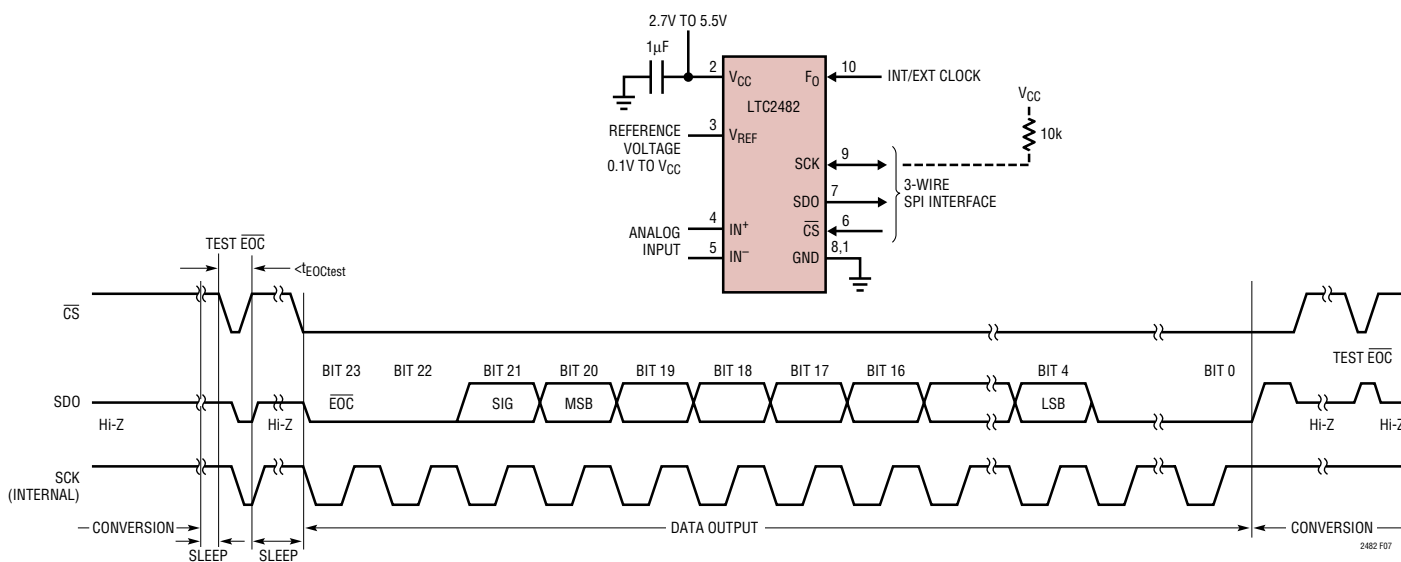 2.7V TO 5.5V
1µF
2
VCC
FO
10
INT/EXT CLOCK
LTC2482
VCC
10k
REFERENCE
VOLTAGE
0.1V TO VCC
3
VREF
SCK
9
SDO
7
3-WIRE
SPI INTERFACE
CS
6
ANALOG
INPUT
4
IN+
5
IN–
GND
8,1
TEST EOC
<tEOCtest
CS
TEST EOC
BIT 23
BIT 22
BIT 21
BIT 20
BIT 19
BIT 18
BIT 17
BIT 16
BIT 4
BIT 0
SDO
EOC
SIG
MSB
LSB
Hi-Z
Hi-Z
Hi-Z
Hi-Z
SCK
(INTERNAL)
CONVERSION
SLEEP
SLEEP
DATA OUTPUT
CONVERSION
2482 F07